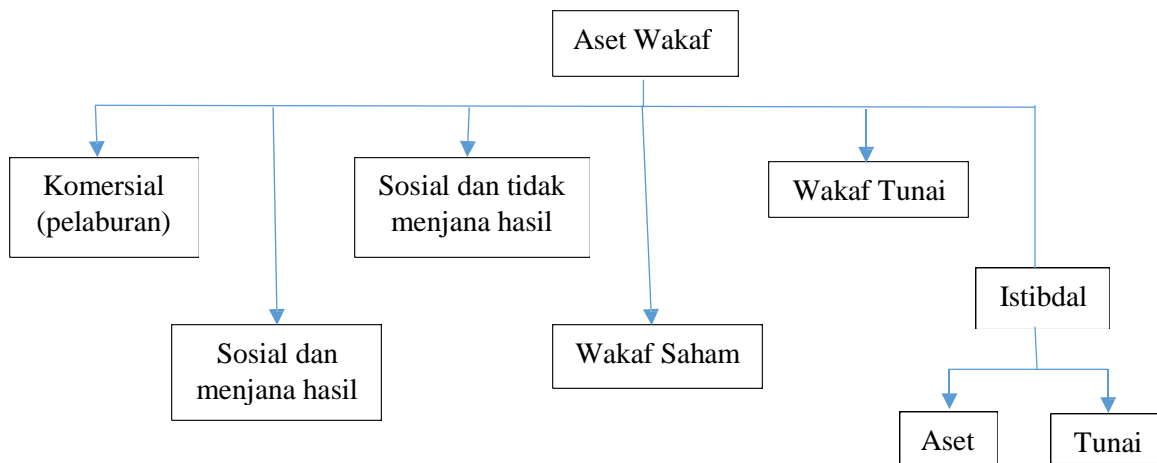 Aset Wakaf
Komersial
(pelaburan)
Sosial dan tidak
menjana hasil
Wakaf Tunai
Istibdal
Sosial dan
menjana hasil
Wakaf Saham
Aset
Tunai